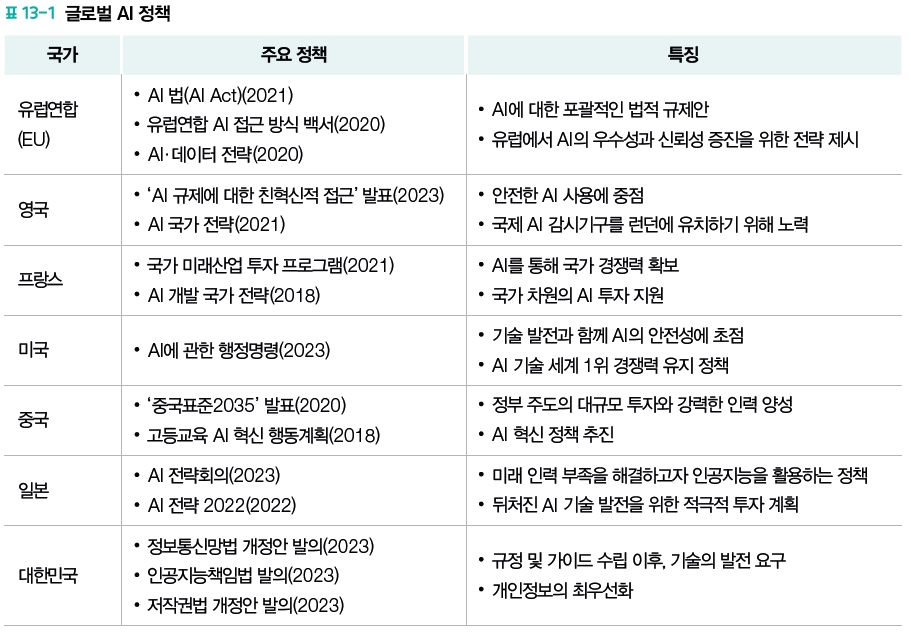 표 13-1 글로벌 AI 정책
국가 주요 정책 특징
유럽연합
(EU)
• AI 법(AI Act)(2021)
• 유럽연합 AI 접근 방식 백서(2020)
• AI·데이터 전략(2020)
• AI에 대한 포괄적인 법적 규제안
• 유럽에서 AI의 우수성과 신뢰성 증진을 위한 전략 제시
영국
• ‘AI 규제에 대한 친혁신적 접근’ 발표(2023)
• AI 국가 전략(2021)
• 안전한 AI 사용에 중점
• 국제 AI 감시기구를 런던에 유치하기 위해 노력
프랑스
• 국가 미래산업 투자 프로그램(2021)
• AI 개발 국가 전략(2018)
• AI를 통해 국가 경쟁력 확보
• 국가 차원의 AI 투자 지원
미국
• AI에 관한 행정명령(2023)
• 기술 발전과 함께 AI의 안전성에 초점
• AI 기술 세계 1위 경쟁력 유지 정책
중국
• ‘중국표준2035’ 발표(2020)
• 고등교육 AI 혁신 행동계획(2018)
• 정부 주도의 대규모 투자와 강력한 인력 양성
• AI 혁신 정책 추진
일본
• AI 전략회의(2023)
• AI 전략 2022(2022)
• 미래 인력 부족을 해결하고자 인공지능을 활용하는 정책
• 뒤처진 AI 기술 발전을 위한 적극적 투자 계획
대한민국
• 정보통신망법 개정안 발의(2023)
• 인공지능책임법 발의(2023)
• 저작권법 개정안 발의(2023)
• 규정 및 가이드 수립 이후, 기술의 발전 요구
• 개인정보의 최우선화